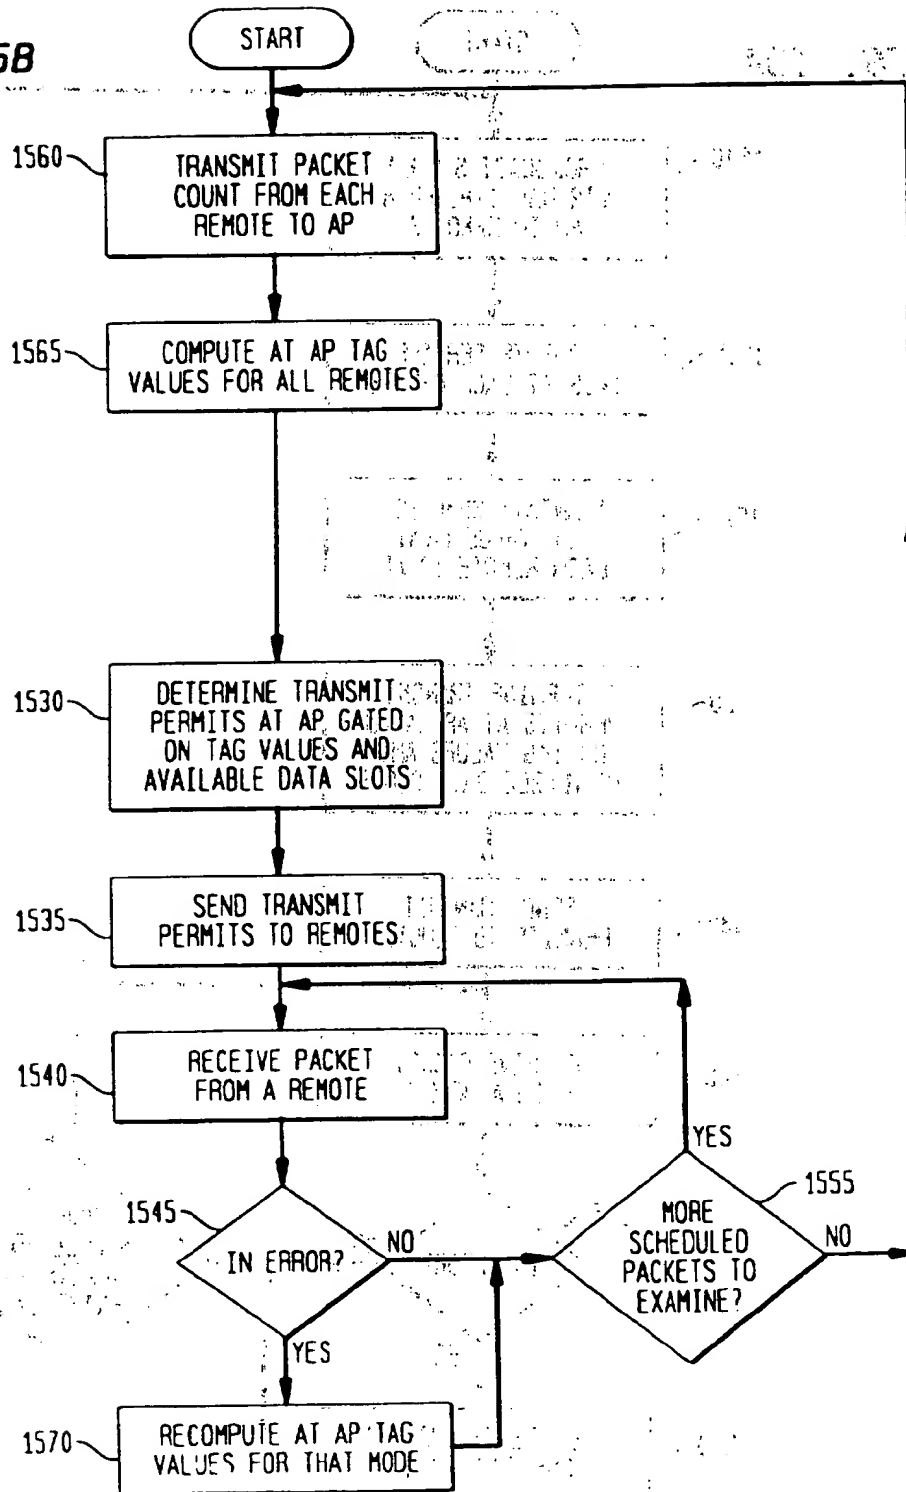 5B
START
1560
TRANSMIT PACKET
COUNT FROM EACH
REMOTE TO AP
1565
COMPUTE AT AP TAG
VALUES FOR ALL REMOTES
1530
DETERMINE TRANSMIT
PERMITS AT AP GATED
ON TAG VALUES AND
AVAILABLE DATA SLOTS
1535
SEND TRANSMIT
PERMITS TO REMOTES
1540
RECEIVE PACKET
FROM A REMOTE
YES
1555
1545
IN ERROR?
NO
MORE
SCHEDULED
PACKETS TO
EXAMINE?
NO
YES
1570
RECOMPUTE AT AP TAG
VALUES FOR THAT MODE